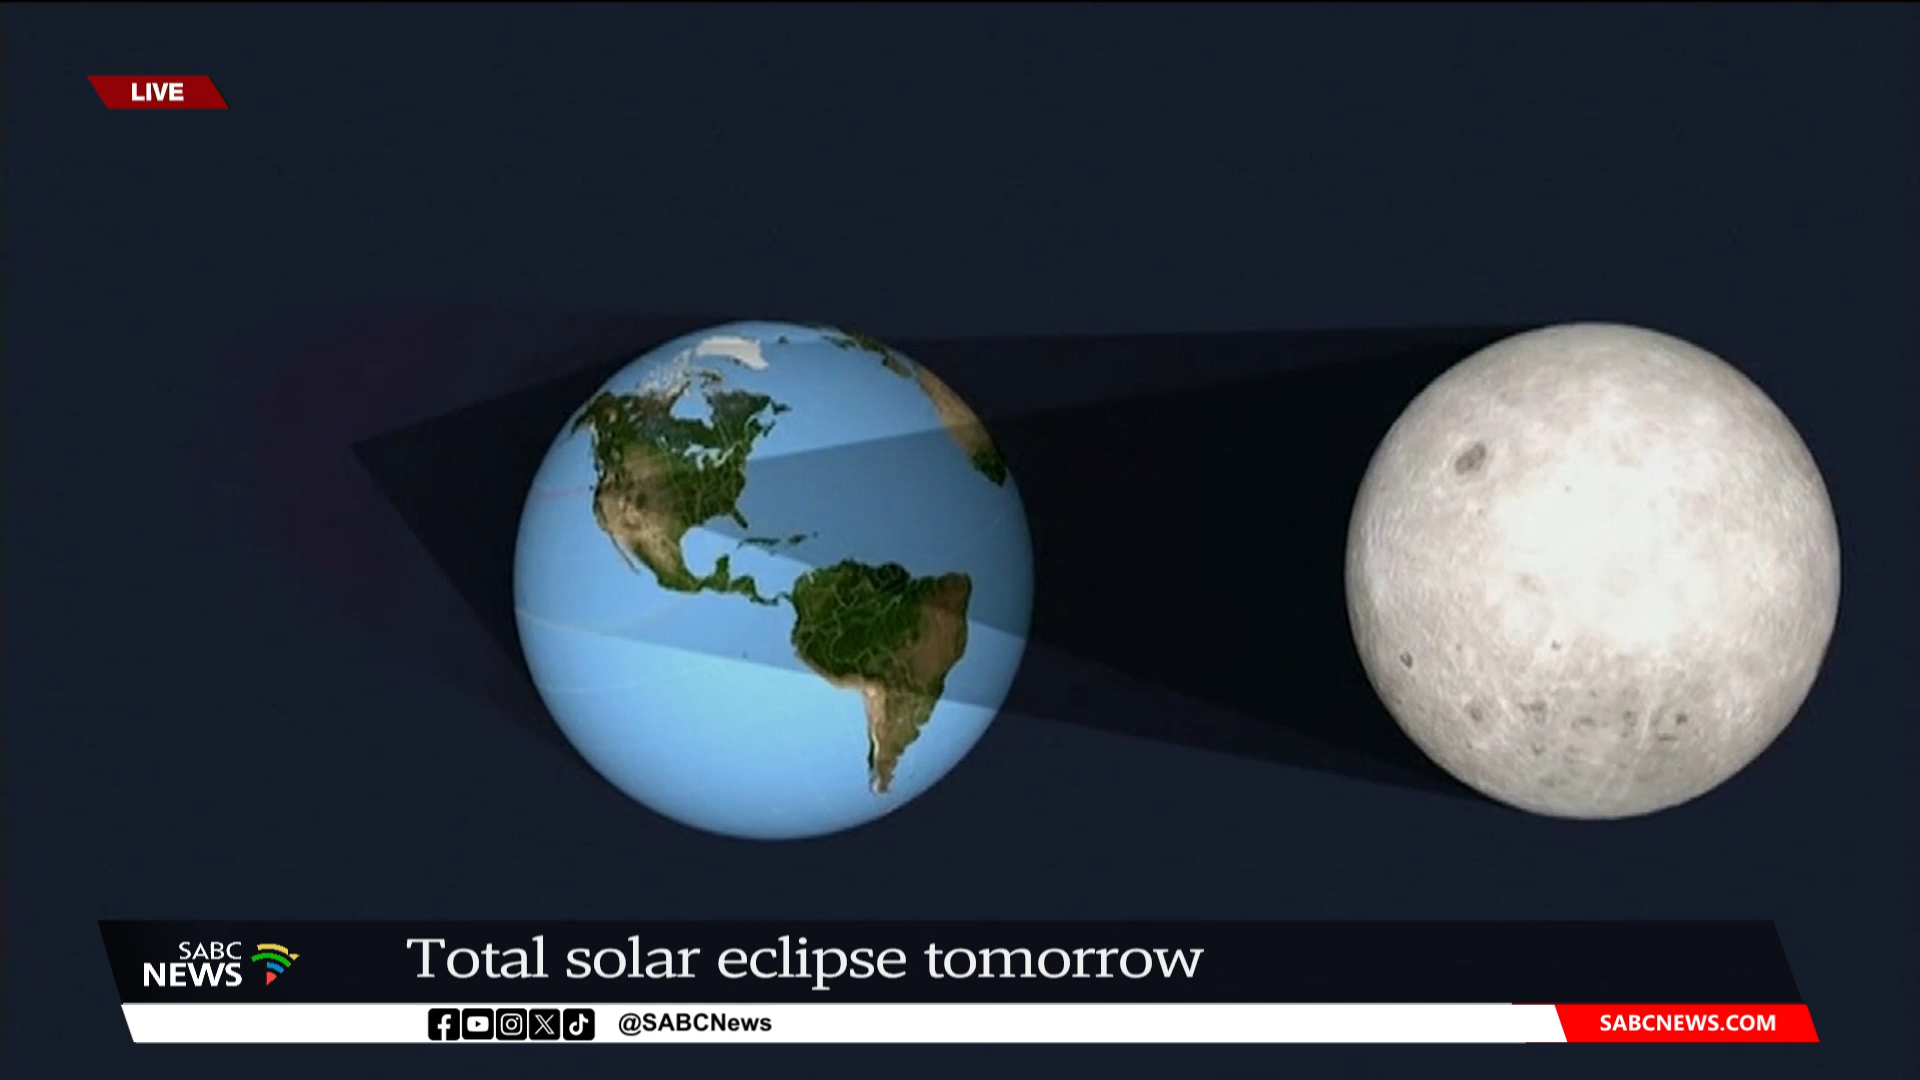 LIVE
SABC
NEWS
Total solar eclipse tomorrow
@SABCNews
SABCNEWS.COM